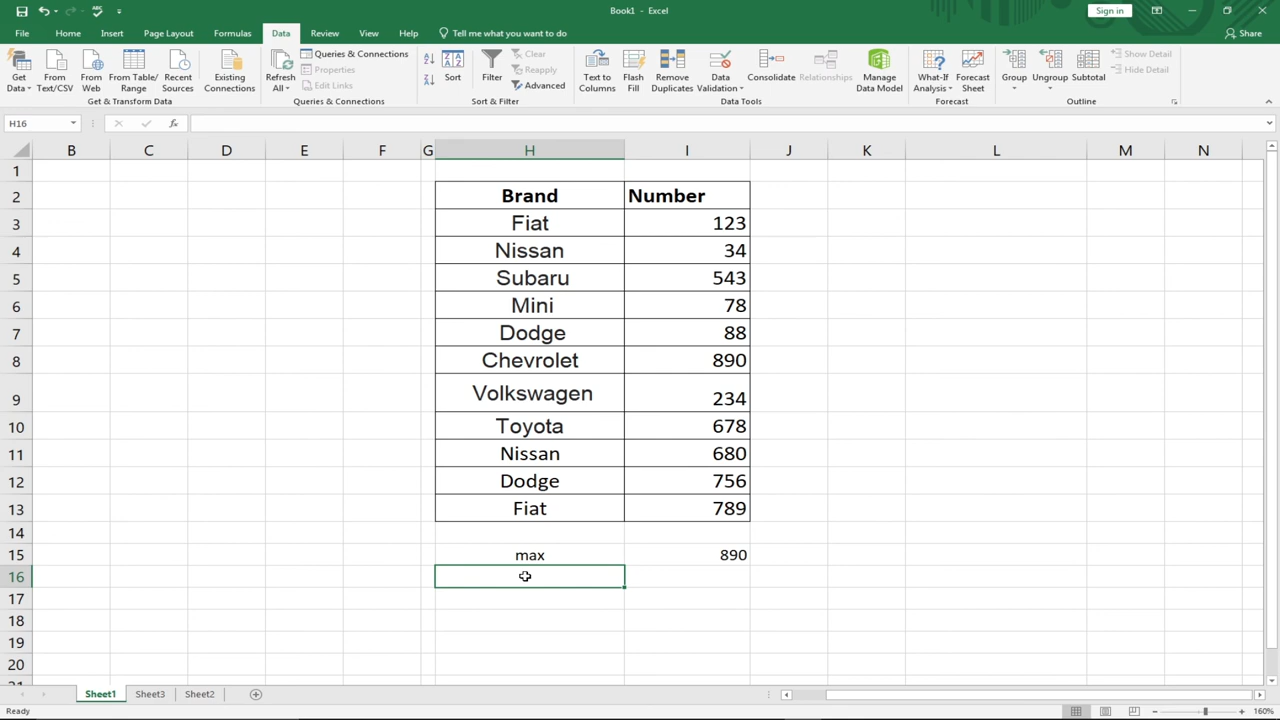 Book1 - Excel
Sign in
File Home Insert Page Layout Formulas Data Review View Help Tell me what you want to do Share
Get Data From Text/CSV From Web From Table/ Range Recent Sources Existing Connections
Get & Transform Data
Refresh All Queries & Connections Properties Edit Links
Queries & Connections
Sort Filter Clear Reapply Advanced
Sort & Filter
Text to Columns Flash Fill Remove Duplicates Data Validation Consolidate Relationships Manage Data Model
Data Tools
What-If Analysis Forecast Sheet
Forecast
Group Ungroup Subtotal Show Detail Hide Detail
Outline
H16 fx
B C D E F G H I J K L M N
1
2 Brand Number
3 Fiat 123
4 Nissan 34
5 Subaru 543
6 Mini 78
7 Dodge 88
8 Chevrolet 890
9 Volkswagen 234
10 Toyota 678
11 Nissan 680
12 Dodge 756
13 Fiat 789
14
15 max 890
16
17
18
19
20
21
Sheet1 Sheet3 Sheet2
Ready 160%